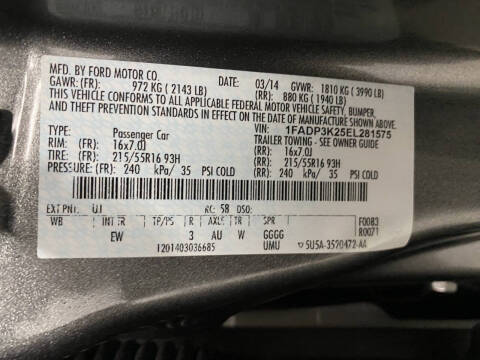 MFD. BY FORD MOTOR CO.
DATE: 03/14 GVWR: 1810 KG ( 3990 LB)
GAWR: (FR): 972 KG ( 2143 LB) (RR): 880 KG ( 1940 LB)
THIS VEHICLE CONFORMS TO ALL APPLICABLE FEDERAL MOTOR VEHICLE SAFETY, BUMPER,
AND THEFT PREVENTION STANDARDS IN EFFECT ON THE DATE OF MANUFACTURE SHOWN ABOVE.
VIN: 1FADP3K25EL281575
TYPE: Passenger Car TRAILER TOWING - SEE OWNER GUIDE
RIM: (FR): 16x7.0J (RR): 16x7.0J
TIRE: (FR): 215/55R16 93H (RR): 215/55R16 93H
PRESSURE: (FR): 240 kPa/ 35 PSI COLD (RR): 240 kPa/ 35 PSI COLD
EXT PNT: UJ RC: 58 DSO: F0083
WB INTER TP/PS R AXLE TR SPR R0071
EW 3 AU W GGGG
1201403036685 UMU 5U5A-3520472-AA